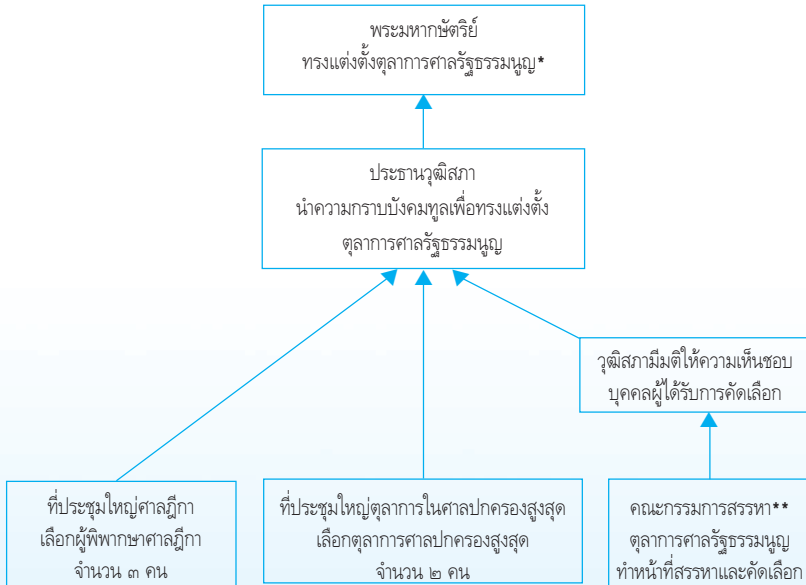 พระมหากษัตริย์
ทรงแต่งตั้งตุลาการศาลรัฐธรรมนูญ*
ประธานวุฒิสภา
นำความกราบบังคมทูลเพื่อทรงแต่งตั้ง
ตุลาการศาลรัฐธรรมนูญ
วุฒิสภามีมติให้ความเห็นชอบ
บุคคลผู้ได้รับการคัดเลือก
ที่ประชุมใหญ่ศาลฎีกา
เลือกผู้พิพากษาศาลฎีกา
จำนวน ๓ คน
ที่ประชุมใหญ่ตุลาการในศาลปกครองสูงสุด
เลือกตุลาการศาลปกครองสูงสุด
จำนวน ๒ คน
คณะกรรมการสรรหา**
ตุลาการศาลรัฐธรรมนูญ
ทำหน้าที่สรรหาและคัดเลือก